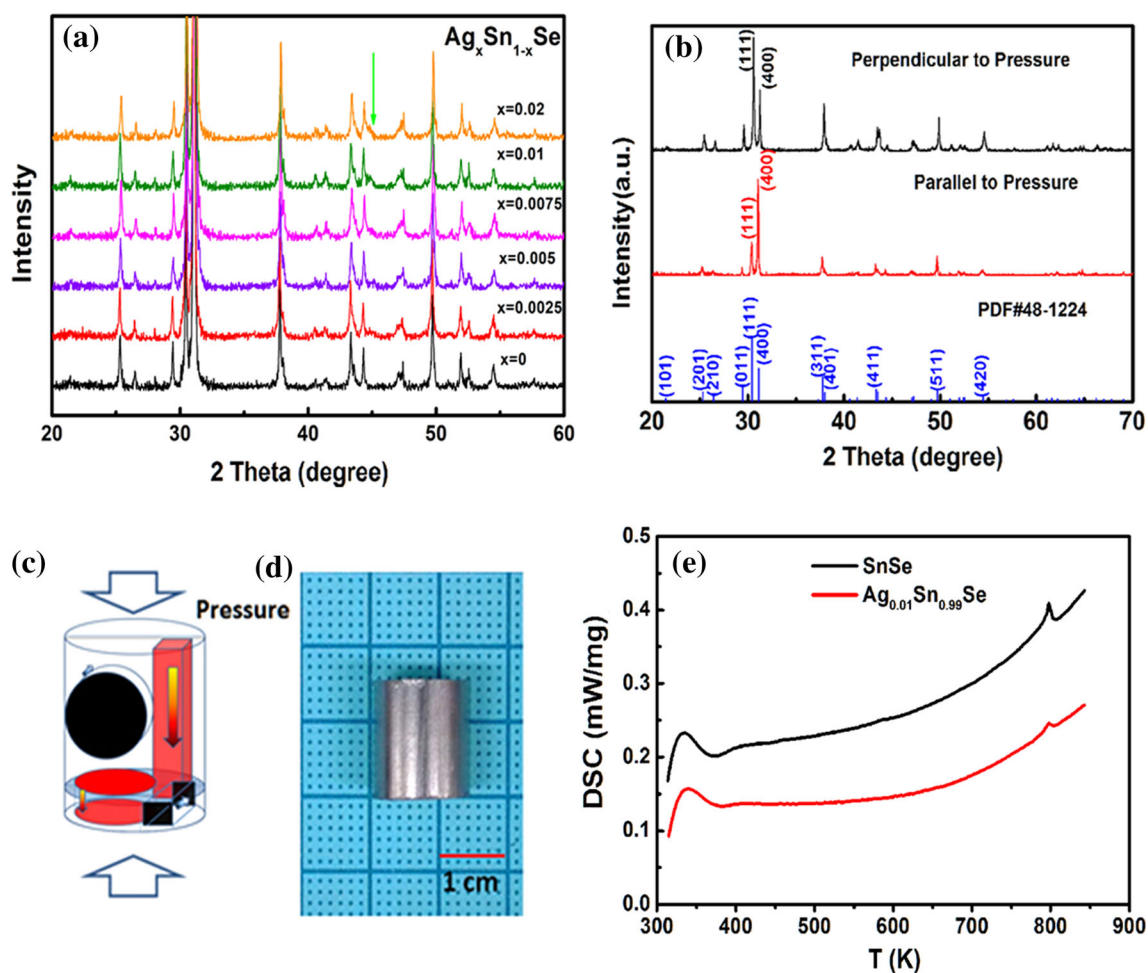 (a)
Ag
x
Sn
1-x
Se
x=0.02
x=0.01
x=0.0075
x=0.005
x=0.0025
x=0
Intensity
20 30 40 50 60
2 Theta (degree)
(b)
Perpendicular to Pressure
(111)
(400)
Parallel to Pressure
(111)
(400)
PDF#48-1224
(101)
(201)
(210)
(011)
(111)
(400)
(311)
(401)
(411)
(511)
(420)
Intensity(a.u.)
20 30 40 50 60 70
2 Theta (degree)
(c)
Pressure
(d)
1 cm
(e)
SnSe
Ag0.01Sn0.99Se
DSC (mW/mg)
0.5
0.4
0.3
0.2
0.1
0.0
300 400 500 600 700 800 900
T (K)